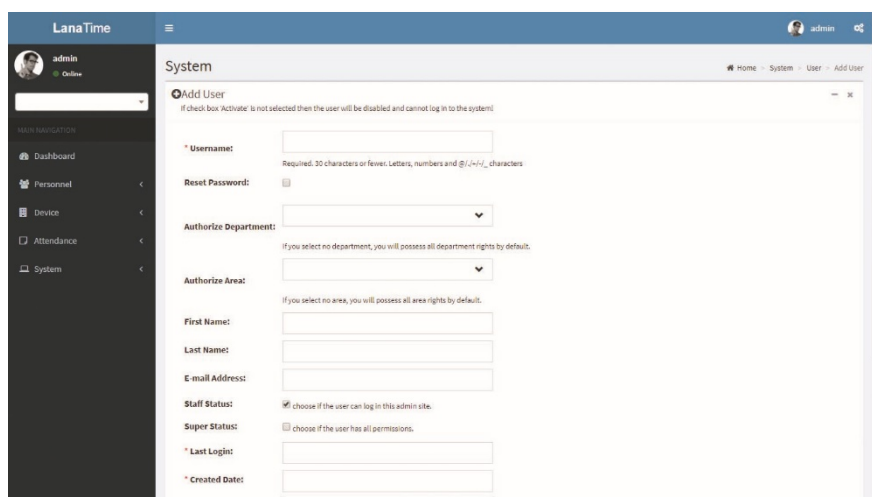 LanaTime
admin
admin
Online
System
Home > System > User > Add User
Add User
If check box 'Activate' is not selected then the user will be disabled and cannot log in to the system!
MAIN NAVIGATION
Dashboard
Personnel
Device
Attendance
System
* Username:
Required. 30 characters or fewer. Letters, numbers and @/./+/-/_ characters
Reset Password:
Authorize Department:
If you select no department, you will possess all department rights by default.
Authorize Area:
If you select no area, you will possess all area rights by default.
First Name:
Last Name:
E-mail Address:
Staff Status:
choose if the user can log in this admin site.
Super Status:
choose if the user has all permissions.
* Last Login:
* Created Date: